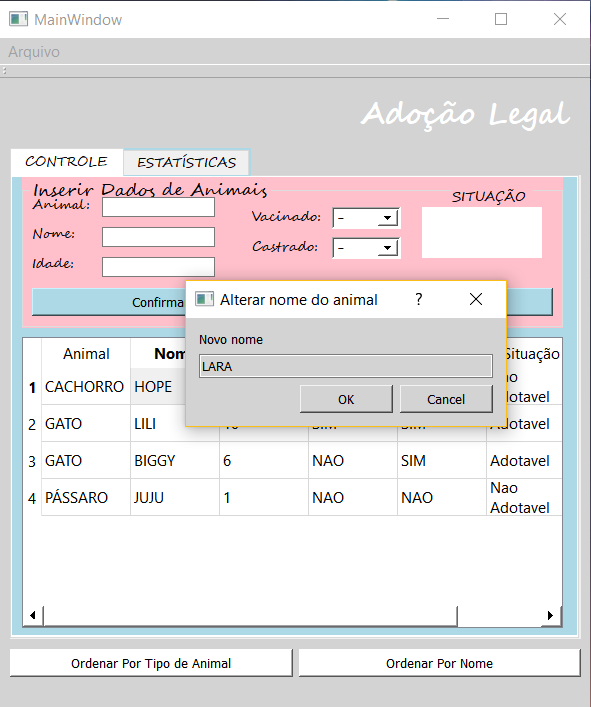 MainWindow
Arquivo
Adoção Legal
CONTROLE ESTATÍSTICAS
Inserir Dados de Animais
SITUAÇÃO
Animal:
Vacinado: -
Nome:
Castrado: -
Idade:
Confirma
Alterar nome do animal ?
Novo nome
LARA
OK Cancel
Animal Nom Situação
1 CACHORRO HOPE Adotavel
2 GATO LILI 10 SIM SIM Adotavel
3 GATO BIGGY 6 NAO SIM Adotavel
4 PÁSSARO JUJU 1 NAO NAO Nao Adotavel
Ordenar Por Tipo de Animal Ordenar Por Nome